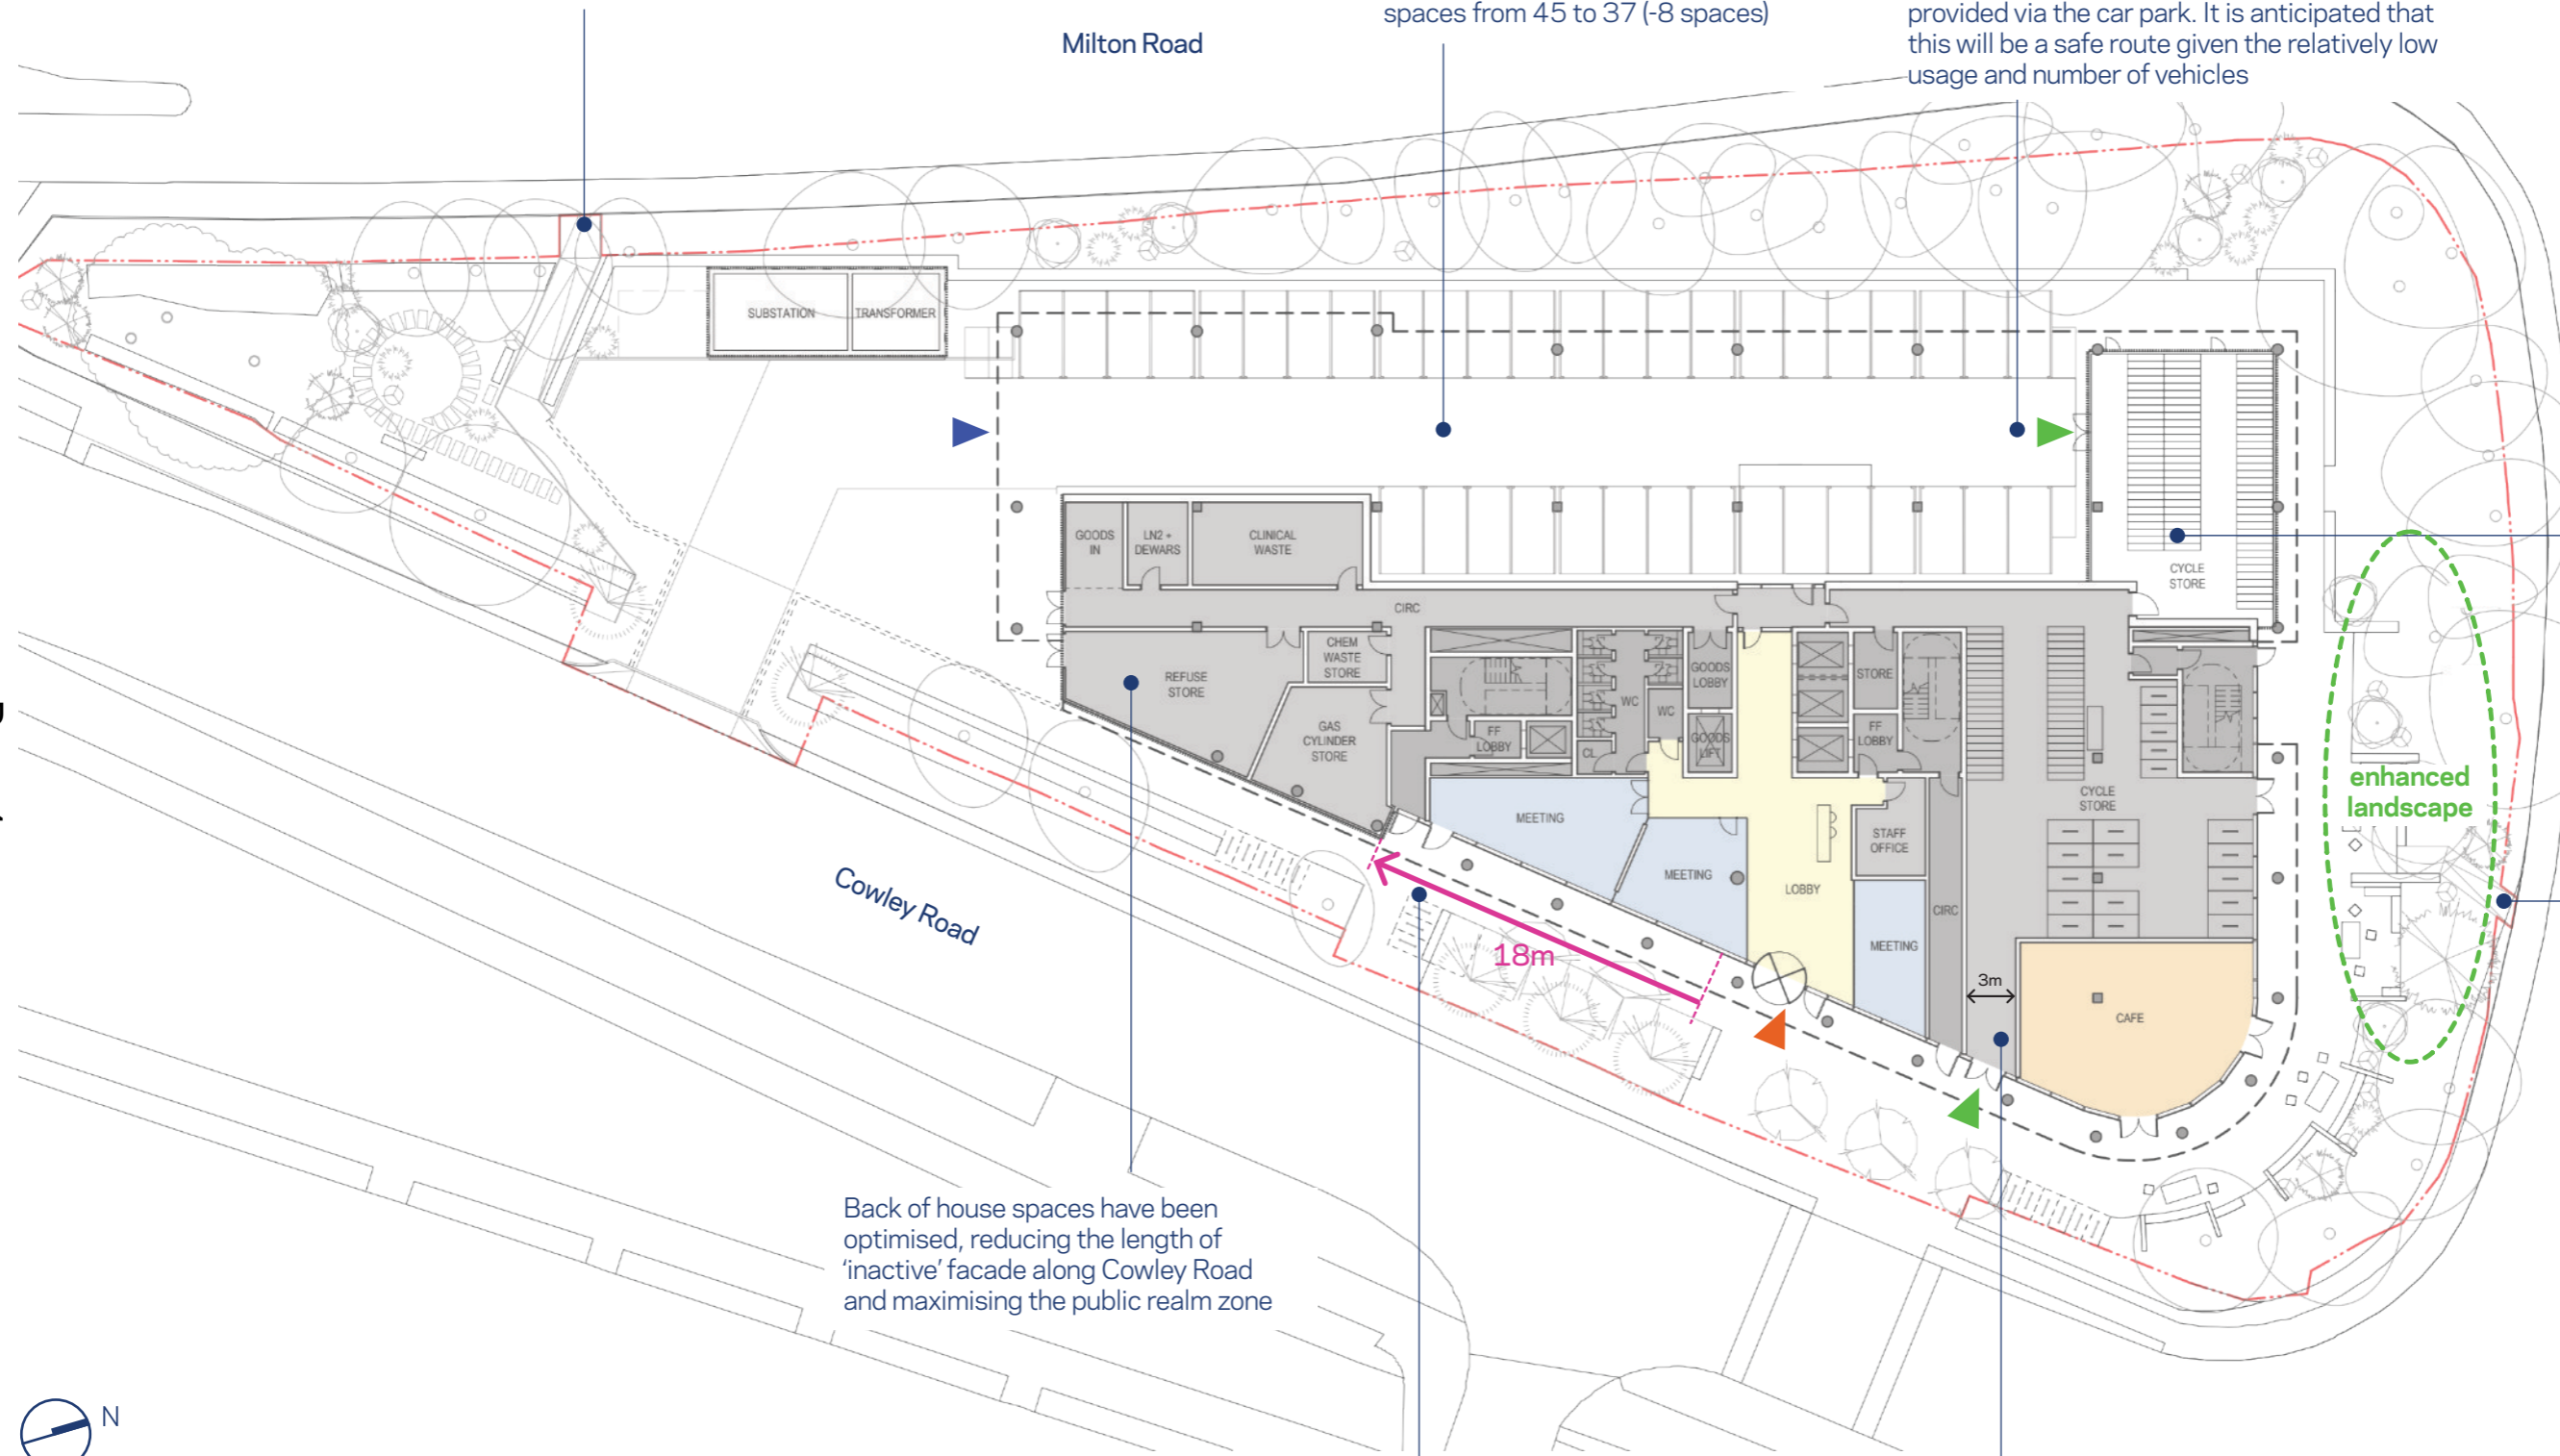 spaces from 45 to 37 (-8 spaces)
provided via the car park. It is anticipated that
this will be a safe route given the relatively low
usage and number of vehicles
Milton Road
SUBSTATION
TRANSFORMER
GOODS
IN
LN2 +
DEWARS
CLINICAL
WASTE
CYCLE
STORE
CIRC
CHEM
WASTE
STORE
REFUSE
STORE
GAS
CYLINDER
STORE
FF
LOBBY
WC
WC
CL
GOODS
LOBBY
GOODS
LIFT
STORE
FF
LOBBY
CYCLE
STORE
enhanced
landscape
MEETING
MEETING
LOBBY
STAFF
OFFICE
MEETING
CIRC
3m
CAFE
18m
Cowley Road
Back of house spaces have been
optimised, reducing the length of
‘inactive’ facade along Cowley Road
and maximising the public realm zone
N